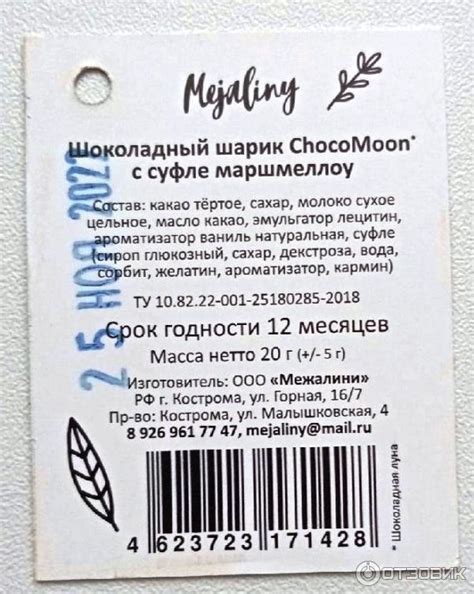 Mejaliny
Шоколадный шарик ChocoMoon*
с суфле маршмеллоу
Состав: какао тёртое, сахар, молоко сухое
цельное, масло какао, эмульгатор лецитин,
ароматизатор ваниль натуральная, суфле
(сироп глюкозный, сахар, декстроза, вода,
сорбит, желатин, ароматизатор, кармин)
ТУ 10.82.22-001-25180285-2018
Срок годности 12 месяцев
Масса нетто 20 г (+/- 5 г)
Изготовитель: ООО «Межалини»
РФ г. Кострома, ул. Горная, 16/7
Пр-во: Кострома, ул. Малышковская, 4
8 926 961 77 47, mejaliny@mail.ru
4 623723 171428
* Шоколадная луна
25 НОЯ 2022
ОТЗОВИК